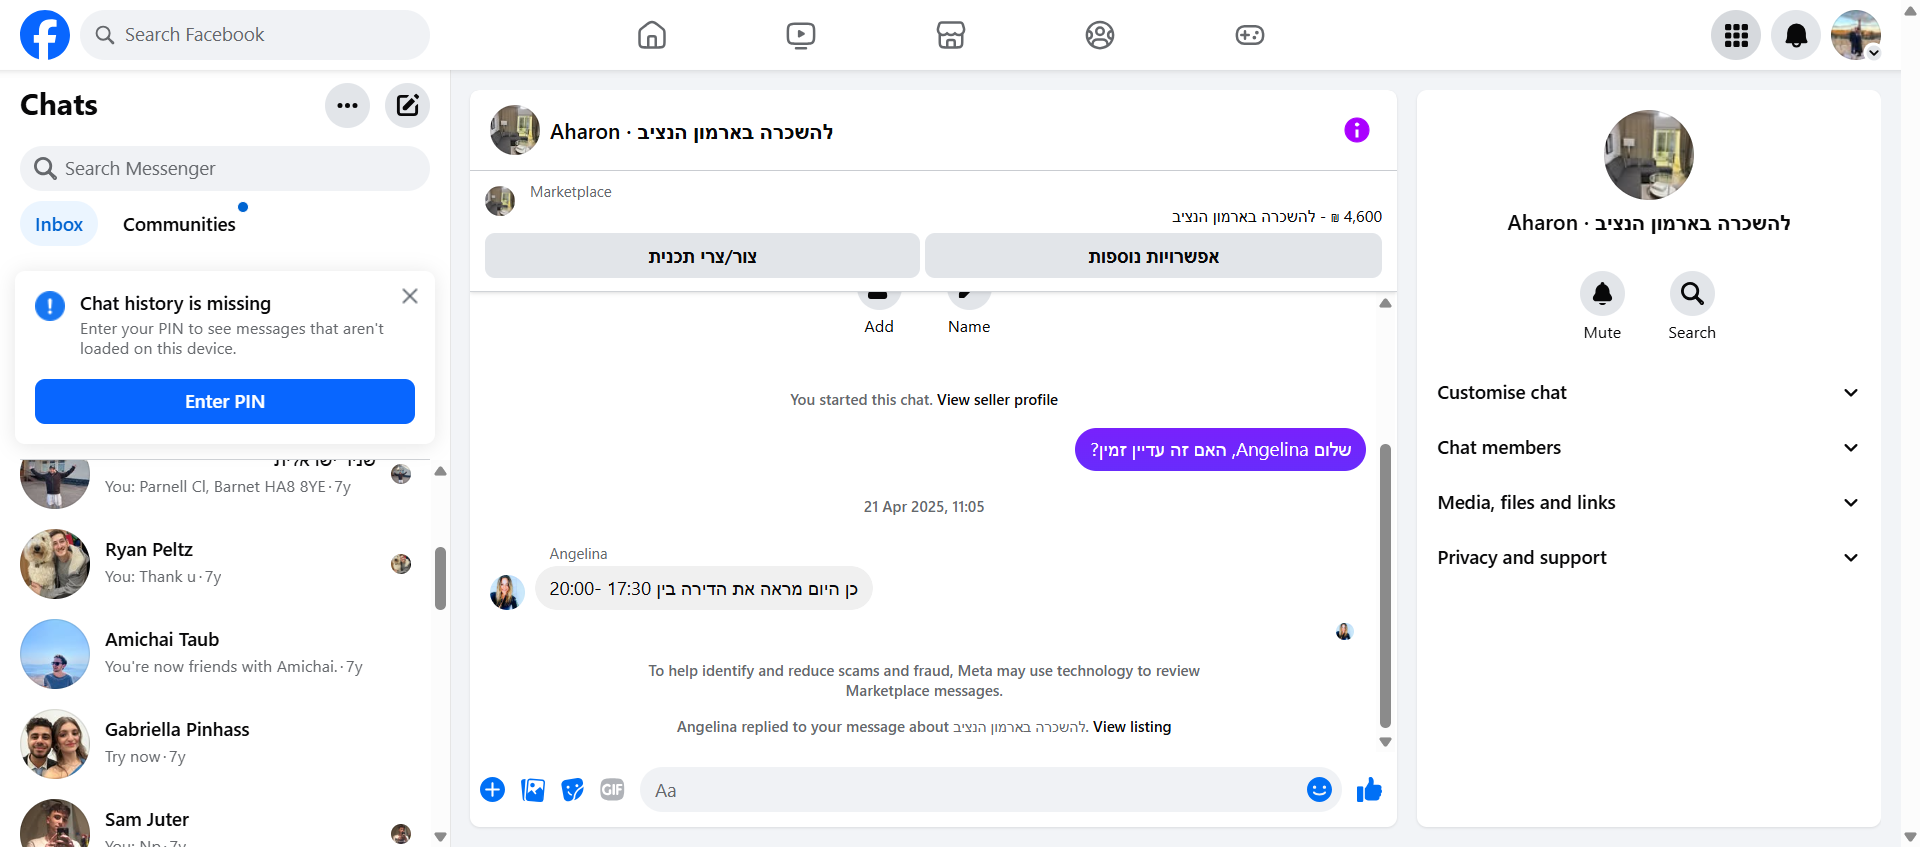 Search Facebook
Chats
Search Messenger
Inbox
Communities
Chat history is missing
Enter your PIN to see messages that aren't
loaded on this device.
Enter PIN
שניר ישראלית
You: Parnell Cl, Barnet HA8 8YE · 7y
Ryan Peltz
You: Thank u · 7y
Amichai Taub
You're now friends with Amichai. · 7y
Gabriella Pinhass
Try now · 7y
Sam Juter
You: Np · 7y
Aharon · להשכרה בארמון הנציב
Marketplace
4,600 ₪ - להשכרה בארמון הנציב
צור/צרי תכנית
אפשרויות נוספות
Add
Name
You started this chat. View seller profile
שלום Angelina, האם זה עדיין זמין?
21 Apr 2025, 11:05
Angelina
כן היום מראה את הדירה בין 17:30 -20:00
To help identify and reduce scams and fraud, Meta may use technology to review
Marketplace messages.
Angelina replied to your message about להשכרה בארמון הנציב. View listing
GIF
Aa
Aharon · להשכרה בארמון הנציב
Mute
Search
Customise chat
Chat members
Media, files and links
Privacy and support